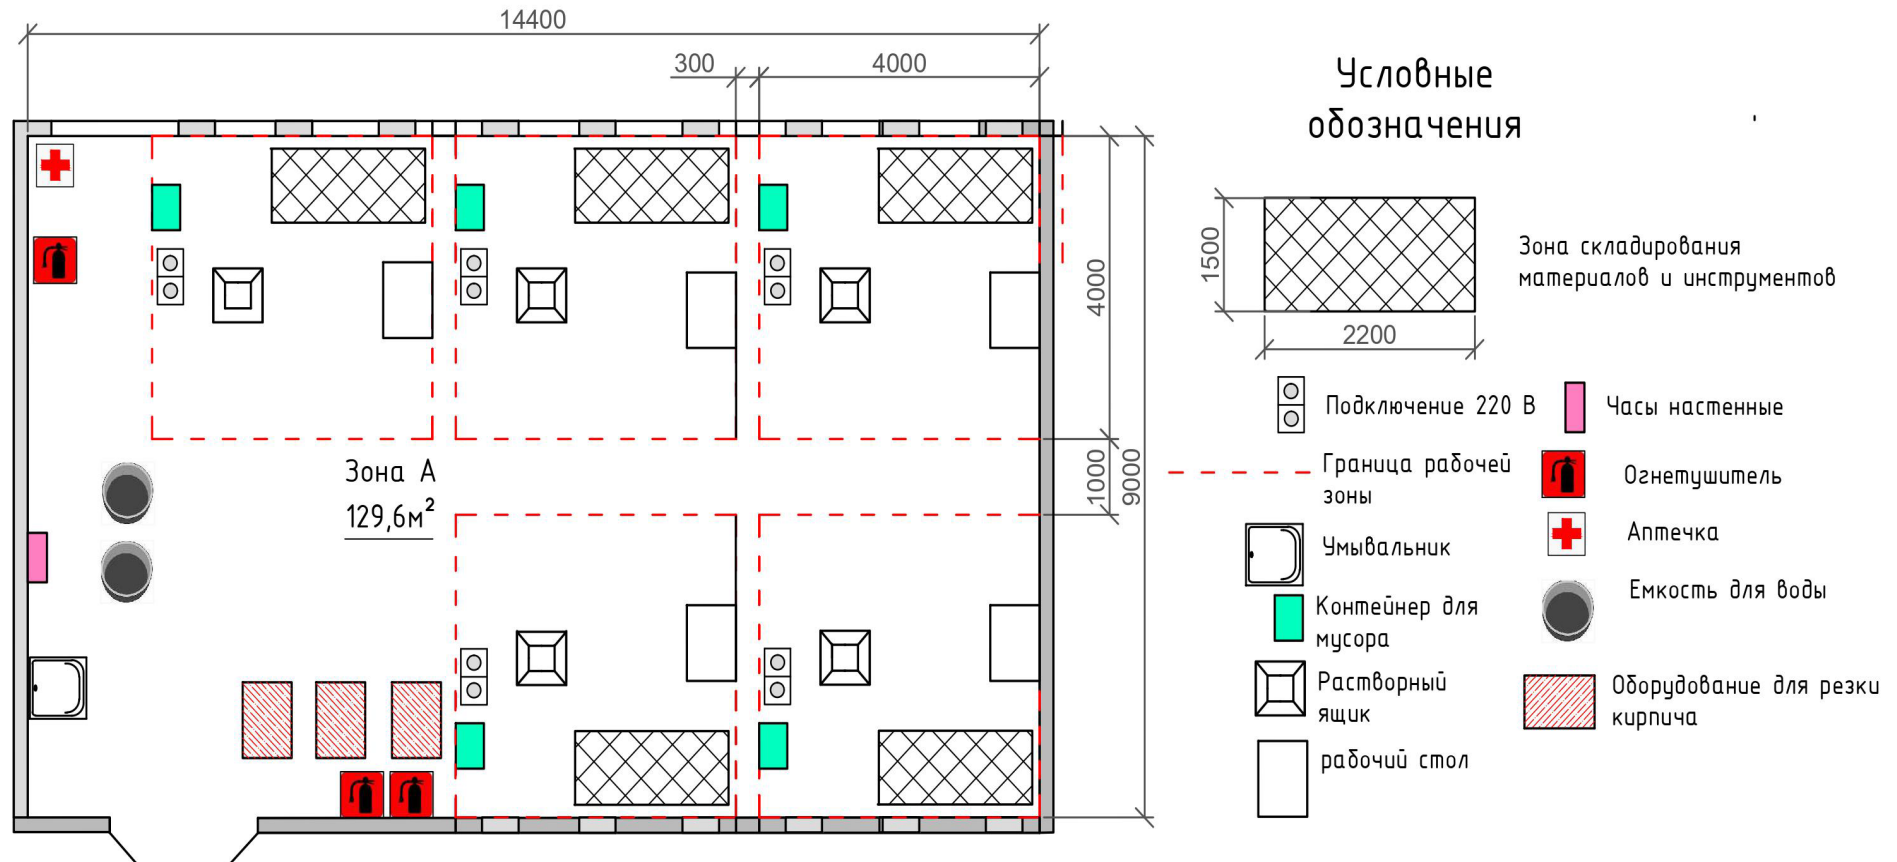 14400
300
4000
4000
1000
9000
Зона А
129,6м²
Условные
обозначения
1500
2200
Зона складирования
материалов и инструментов
Подключение 220 В
Часы настенные
Граница рабочей
зоны
Огнетушитель
Умывальник
Аптечка
Контейнер для
мусора
Емкость для воды
Растворный
ящик
Оборудование для резки
кирпича
рабочий стол